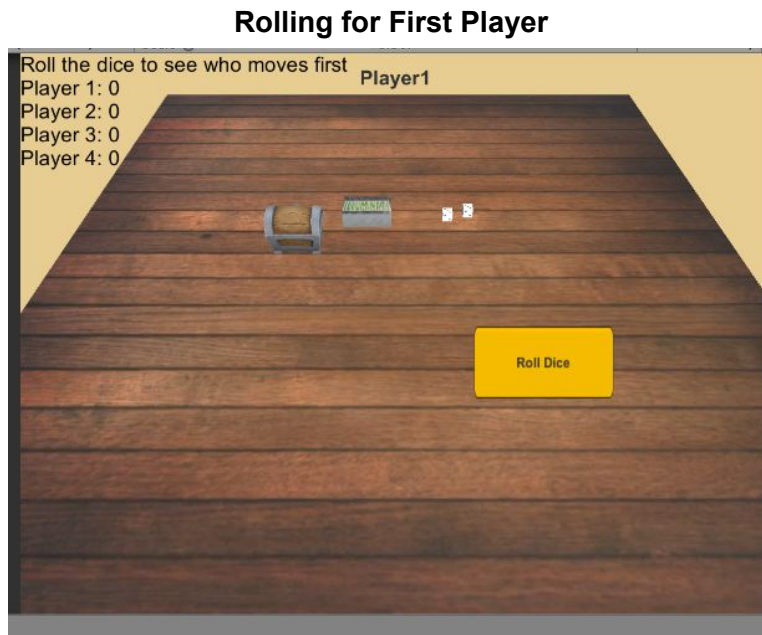 Rolling for First Player
Roll the dice to see who moves first
Player1
Player 1: 0
Player 2: 0
Player 3: 0
Player 4: 0
Roll Dice